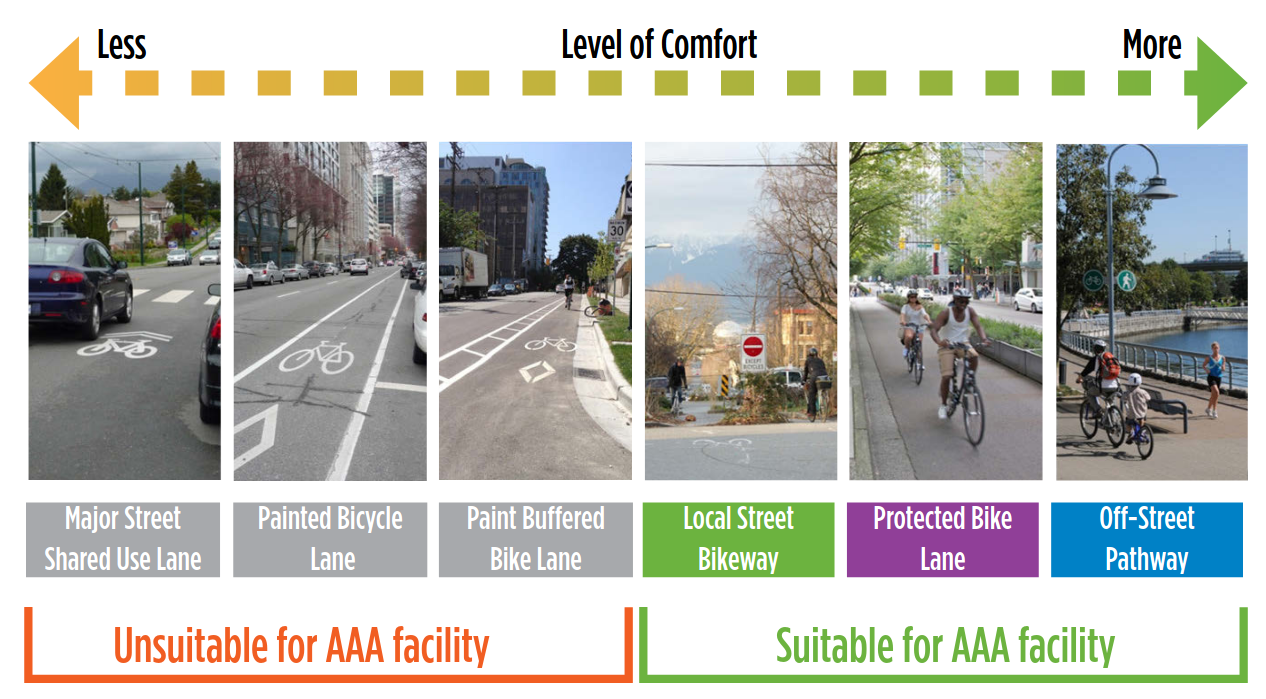 Less
Level of Comfort
More
30
EXCEPT
BICYCLES
Major Street
Shared Use Lane
Painted Bicycle
Lane
Paint Buffered
Bike Lane
Local Street
Bikeway
Protected Bike
Lane
Off-Street
Pathway
Unsuitable for AAA facility
Suitable for AAA facility